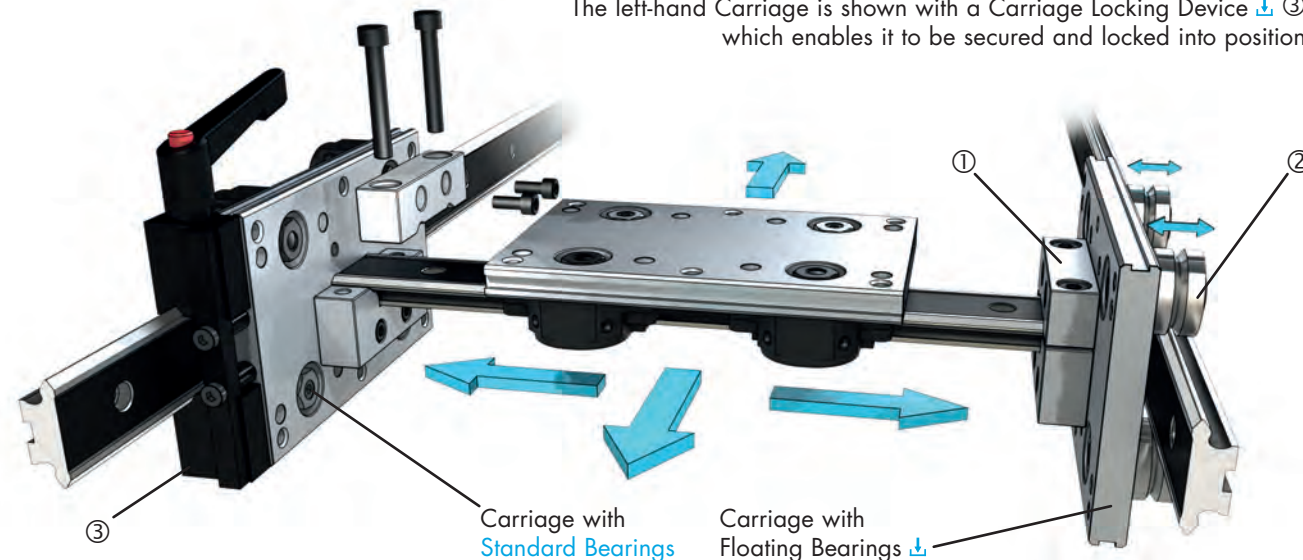 The left-hand Carriage is shown with a Carriage Locking Device ③
which enables it to be secured and locked into position
①
②
③
Carriage with
Standard Bearings
Carriage with
Floating Bearings